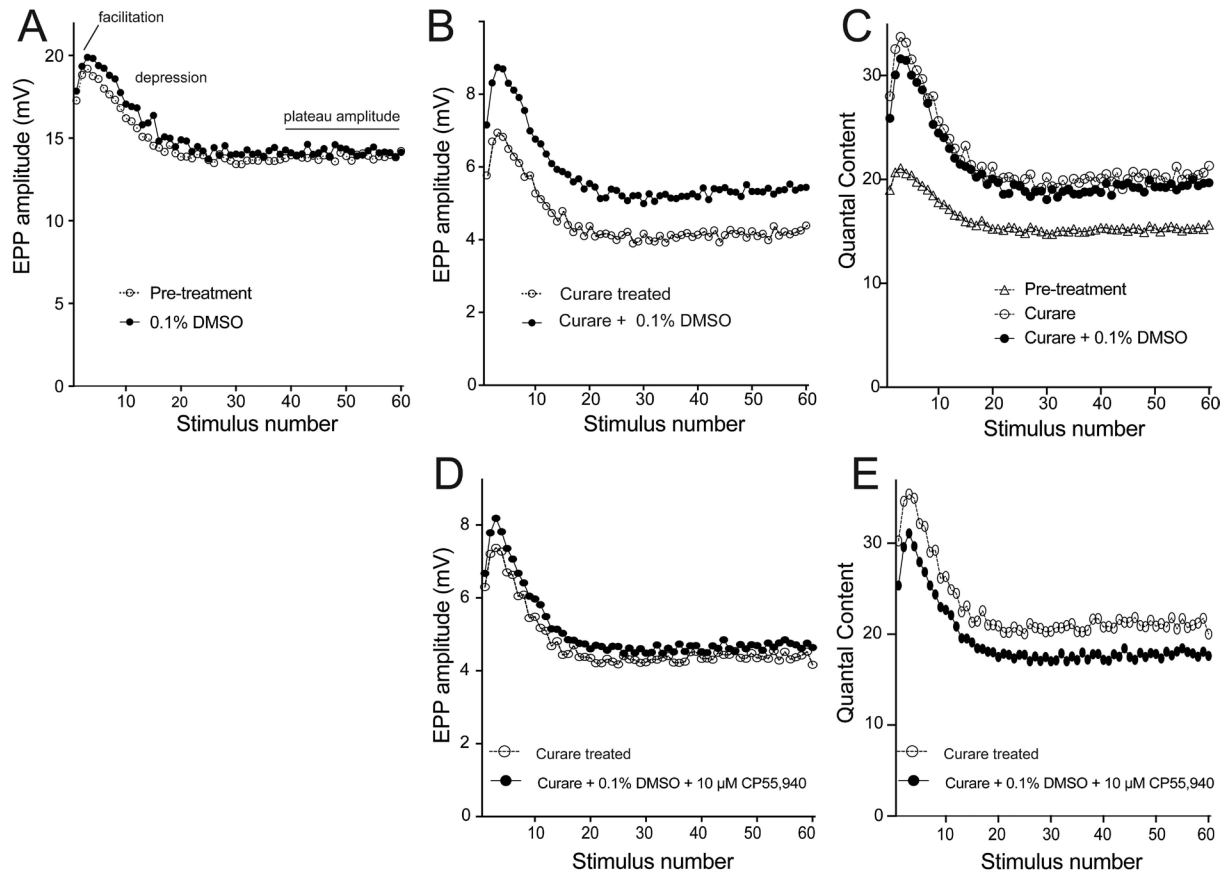 A
facilitation
depression
plateau amplitude
EPP amplitude (mV)
20
15
10
5
0
Pre-treatment
0.1% DMSO
10 20 30 40 50 60
Stimulus number
B
EPP amplitude (mV)
8
6
4
2
0
Curare treated
Curare + 0.1% DMSO
10 20 30 40 50 60
Stimulus number
C
Quantal Content
30
20
10
0
Pre-treatment
Curare
Curare + 0.1% DMSO
10 20 30 40 50 60
Stimulus number
D
EPP amplitude (mV)
8
6
4
2
0
Curare treated
Curare + 0.1% DMSO + 10 µM CP55,940
10 20 30 40 50 60
Stimulus number
E
Quantal Content
30
20
10
0
Curare treated
Curare + 0.1% DMSO + 10 µM CP55,940
10 20 30 40 50 60
Stimulus number